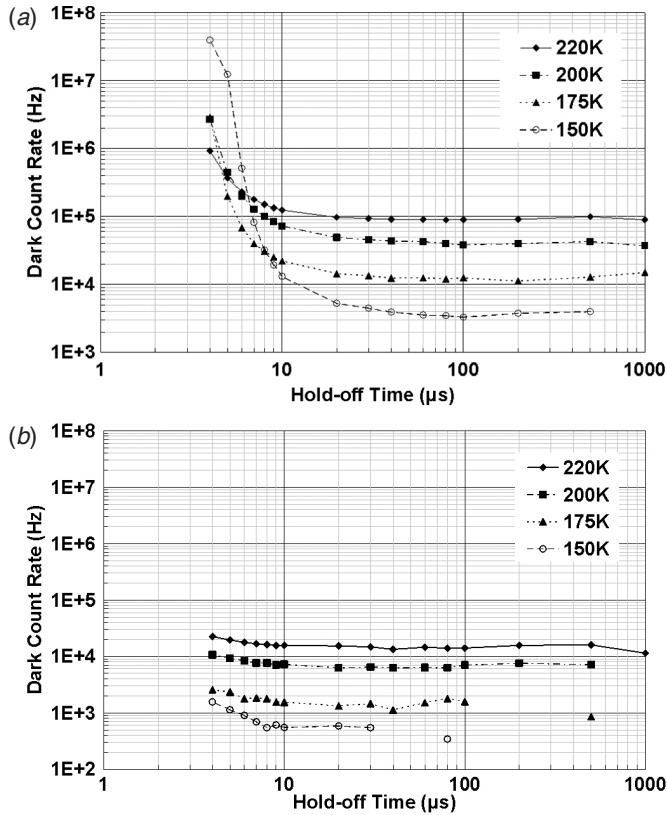 (a)
1E+8
1E+7
1E+6
1E+5
1E+4
1E+3
Dark Count Rate (Hz)
220K
200K
175K
150K
1
10
100
1000
Hold-off Time (µs)
(b)
1E+8
1E+7
1E+6
1E+5
1E+4
1E+3
1E+2
Dark Count Rate (Hz)
220K
200K
175K
150K
1
10
100
1000
Hold-off Time (µs)